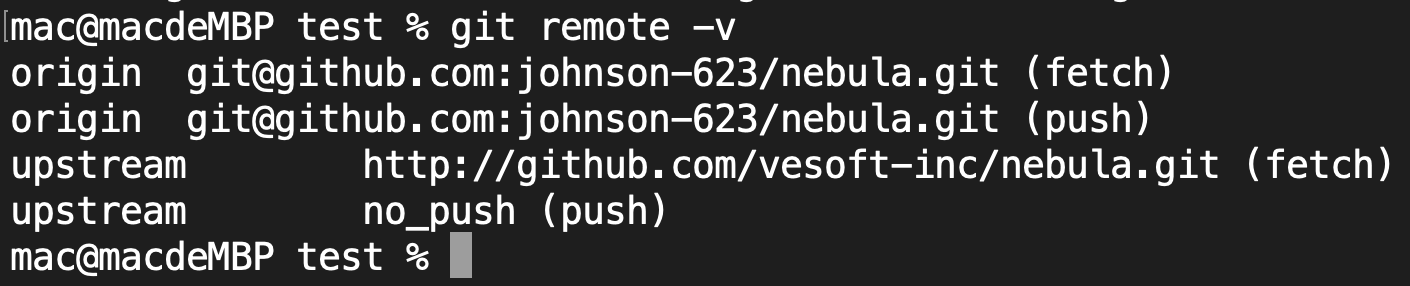 mac@macdeMBP test % git remote -v
origin  git@github.com:johnson-623/nebula.git (fetch)
origin  git@github.com:johnson-623/nebula.git (push)
upstream        http://github.com/vesoft-inc/nebula.git (fetch)
upstream        no_push (push)
mac@macdeMBP test %